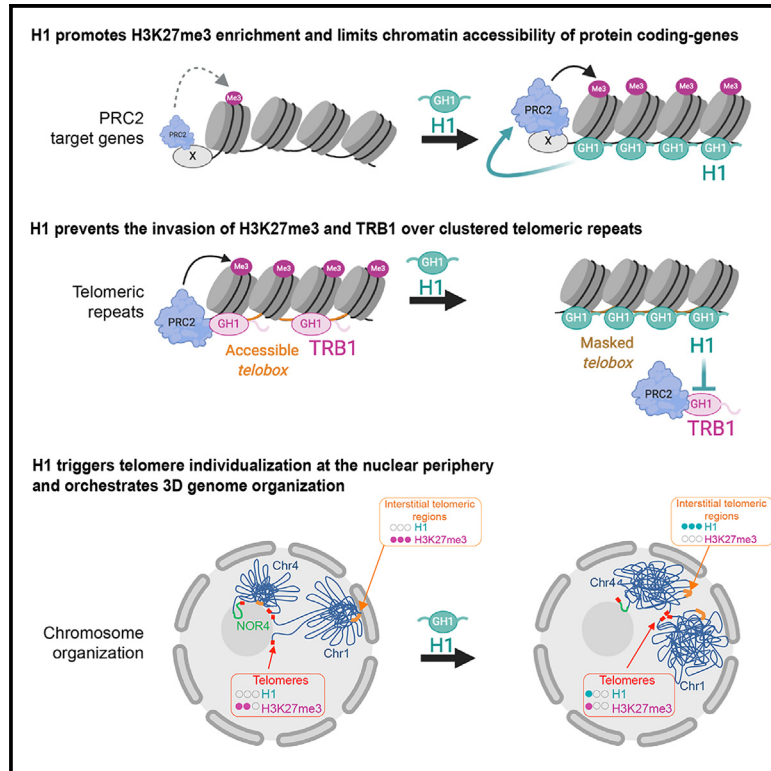 H1 promotes H3K27me3 enrichment and limits chromatin accessibility of protein coding-genes
PRC2
target genes
PRC2
X
Me3
GH1
H1
PRC2
X
Me3
Me3
Me3
Me3
GH1
GH1
GH1
GH1
H1
H1 prevents the invasion of H3K27me3 and TRB1 over clustered telomeric repeats
Telomeric
repeats
PRC2
Me3
Me3
Me3
Me3
GH1
GH1
Accessible
telobox
TRB1
GH1
H1
GH1
GH1
GH1
GH1
Masked
telobox
H1
PRC2
GH1
TRB1
H1 triggers telomere individualization at the nuclear periphery
and orchestrates 3D genome organization
Chromosome
organization
Interstitial telomeric
regions
H1
H3K27me3
Chr4
NOR4
Chr1
Telomeres
H1
H3K27me3
GH1
H1
Interstitial telomeric
regions
H1
H3K27me3
Chr4
Chr1
Telomeres
H1
H3K27me3